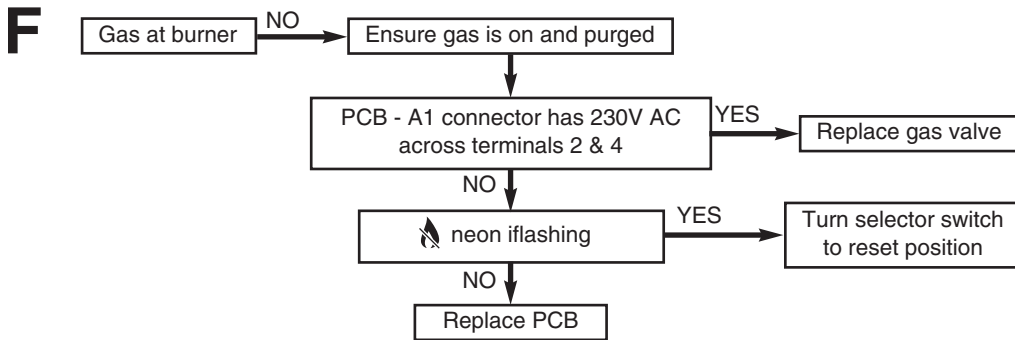 F
Gas at burner
NO
Ensure gas is on and purged
PCB - A1 connector has 230V AC
across terminals 2 & 4
YES
Replace gas valve
NO
neon iflashing
YES
Turn selector switch
to reset position
NO
Replace PCB